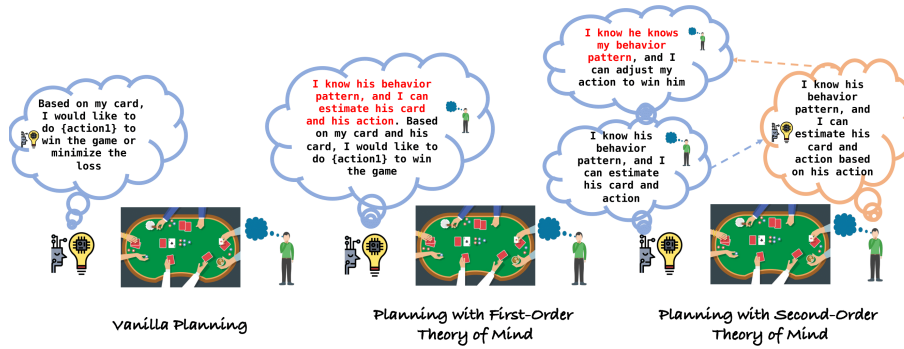 Based on my card,
I would like to
do {action1} to
win the game or
minimize the
loss
Vanilla Planning
I know his behavior
pattern, and I can
estimate his card
and his action. Based
on my card and his
card, I would like to
do {action1} to win
the game
Planning with First-Order
Theory of Mind
I know he knows
my behavior
pattern, and I
can adjust my
action to win him
I know his
behavior
pattern, and I
can estimate
his card and
action
I know his
behavior
pattern, and
I can
estimate his
card and
action based
on his action
Planning with Second-Order
Theory of Mind